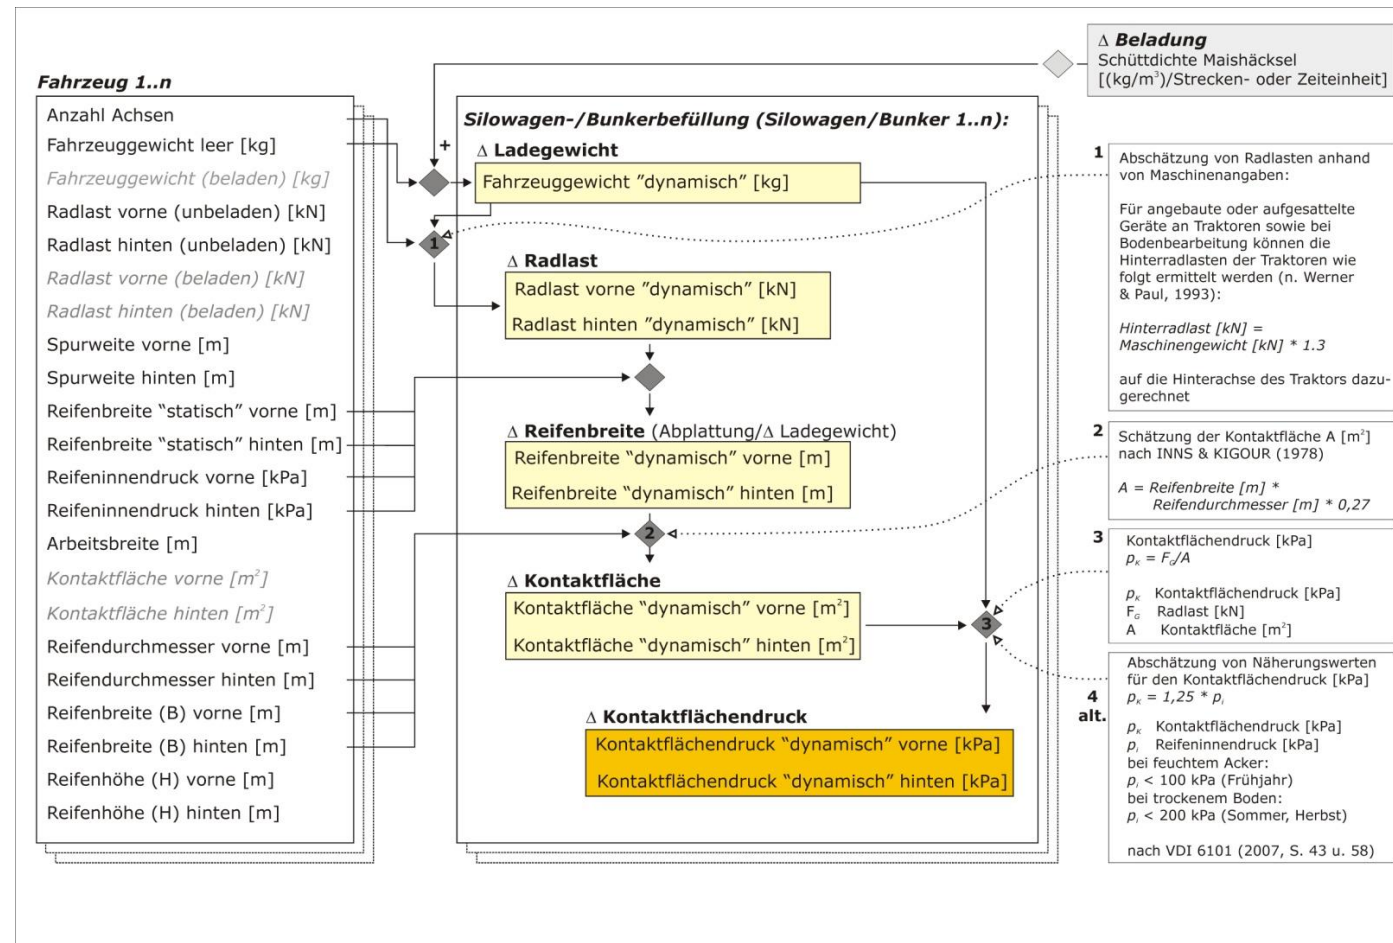 Δ Beladung
Schüttdichte Maishäcksel
[(kg/m³)/Strecken- oder Zeiteinheit]
Fahrzeug 1..n
Anzahl Achsen
Fahrzeuggewicht leer [kg]
Fahrzeuggewicht (beladen) [kg]
Radlast vorne (unbeladen) [kN]
Radlast hinten (unbeladen) [kN]
Radlast vorne (beladen) [kN]
Radlast hinten (beladen) [kN]
Spurweite vorne [m]
Spurweite hinten [m]
Reifenbreite “statisch” vorne [m]
Reifenbreite “statisch” hinten [m]
Reifeninnendruck vorne [kPa]
Reifeninnendruck hinten [kPa]
Arbeitsbreite [m]
Kontaktfläche vorne [m²]
Kontaktfläche hinten [m²]
Reifendurchmesser vorne [m]
Reifendurchmesser hinten [m]
Reifenbreite (B) vorne [m]
Reifenbreite (B) hinten [m]
Reifenhöhe (H) vorne [m]
Reifenhöhe (H) hinten [m]
Silowagen-/Bunkerbefüllung (Silowagen/Bunker 1..n):
+
Δ Ladegewicht
Fahrzeuggewicht ”dynamisch” [kg]
1
Δ Radlast
Radlast vorne ”dynamisch” [kN]
Radlast hinten ”dynamisch” [kN]
Δ Reifenbreite (Abplattung/Δ Ladegewicht)
Reifenbreite “dynamisch” vorne [m]
Reifenbreite “dynamisch” hinten [m]
2
Δ Kontaktfläche
Kontaktfläche “dynamisch” vorne [m²]
Kontaktfläche “dynamisch” hinten [m²]
3
Δ Kontaktflächendruck
Kontaktflächendruck “dynamisch” vorne [kPa]
Kontaktflächendruck “dynamisch” hinten [kPa]
1
Abschätzung von Radlasten anhand
von Maschinenangaben:
Für angebaute oder aufgesattelte
Geräte an Traktoren sowie bei
Bodenbearbeitung können die
Hinterradlasten der Traktoren wie
folgt ermittelt werden (n. Werner
& Paul, 1993):
Hinterradlast [kN] =
Maschinengewicht [kN] * 1.3
auf die Hinterachse des Traktors dazu-
gerechnet
2
Schätzung der Kontaktfläche A [m²]
nach INNS & KIGOUR (1978)
A = Reifenbreite [m] *
Reifendurchmesser [m] * 0,27
3
Kontaktflächendruck [kPa]
pₖ = F_G/A
pₖ Kontaktflächendruck [kPa]
F_G Radlast [kN]
A Kontaktfläche [m²]
4
alt.
Abschätzung von Näherungswerten
für den Kontaktflächendruck [kPa]
pₖ = 1,25 * pᵢ
pₖ Kontaktflächendruck [kPa]
pᵢ Reifeninnendruck [kPa]
bei feuchtem Acker:
pᵢ < 100 kPa (Frühjahr)
bei trockenem Boden:
pᵢ < 200 kPa (Sommer, Herbst)
nach VDI 6101 (2007, S. 43 u. 58)